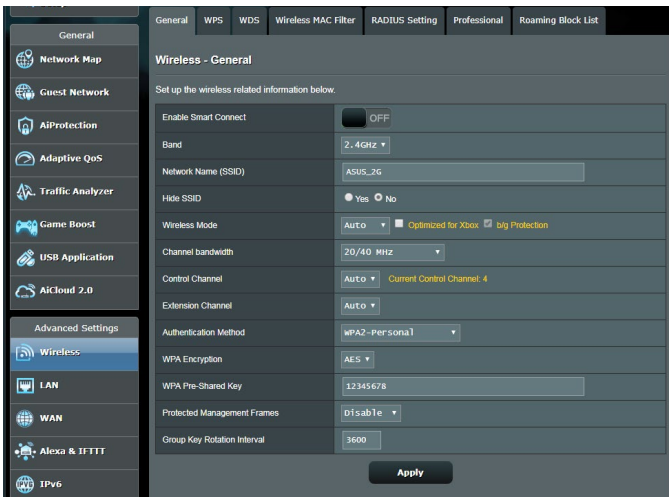 General
Network Map
Guest Network
AiProtection
Adaptive QoS
Traffic Analyzer
Game Boost
USB Application
AiCloud 2.0
Advanced Settings
Wireless
LAN
WAN
Alexa & IFTTT
IPv6
General WPS WDS Wireless MAC Filter RADIUS Setting Professional Roaming Block List
Wireless - General
Set up the wireless related information below.
Enable Smart Connect OFF
Band 2.4GHz
Network Name (SSID) ASUS_2G
Hide SSID Yes No
Wireless Mode Auto Optimized for Xbox b/g Protection
Channel bandwidth 20/40 MHz
Control Channel Auto Current Control Channel: 4
Extension Channel Auto
Authentication Method WPA2-Personal
WPA Encryption AES
WPA Pre-Shared Key 12345678
Protected Management Frames Disable
Group Key Rotation Interval 3600
Apply